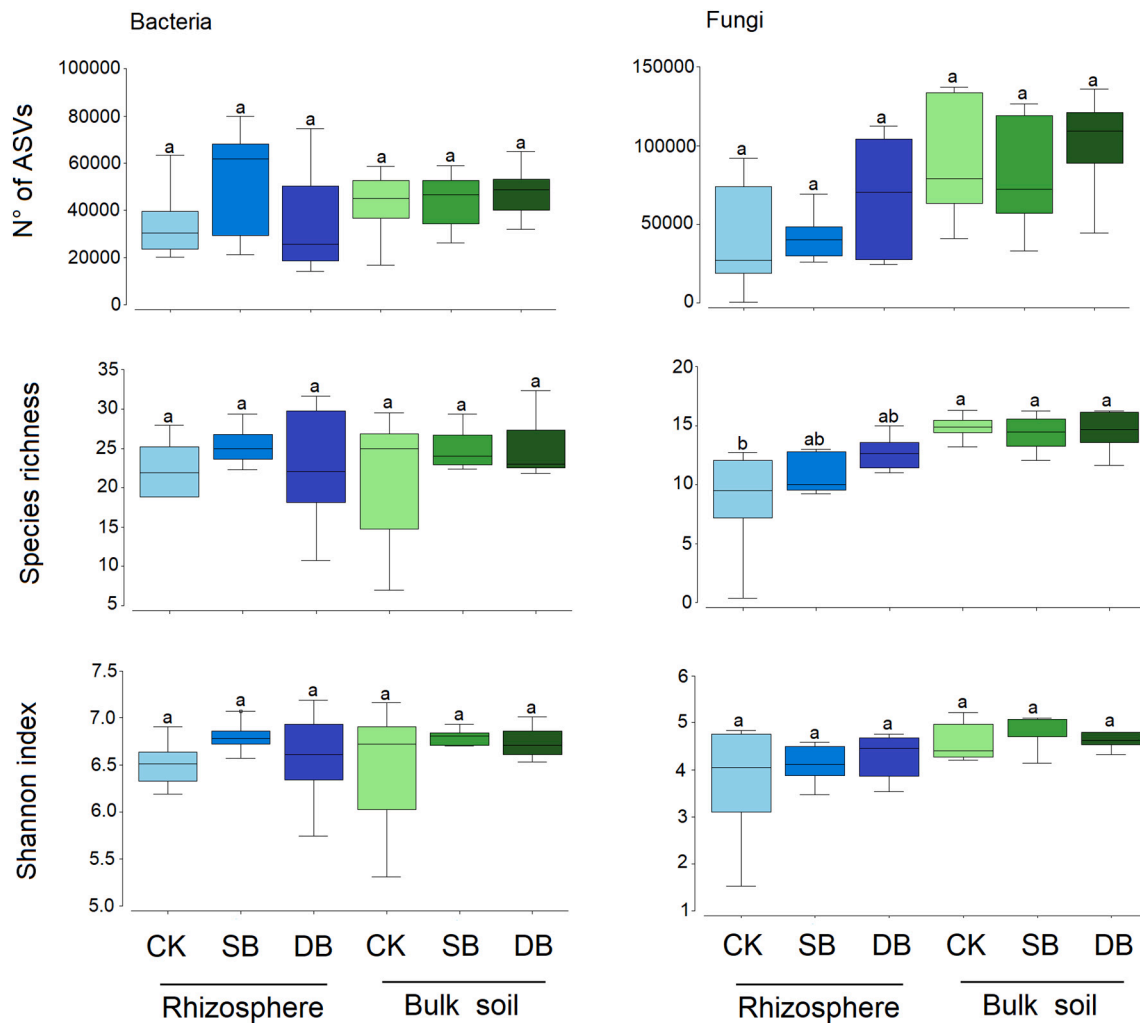 Bacteria
Fungi
N° of ASVs
100000
80000
60000
40000
20000
0
a a a a a a
150000
100000
50000
0
a a a a a a
Species richness
35
30
25
20
15
10
5
a a a a a a
20
15
10
5
0
b ab ab a a a
Shannon index
7.5
7.0
6.5
6.0
5.5
5.0
a a a a a a
6
5
4
3
2
1
a a a a a a
CK SB DB CK SB DB
Rhizosphere Bulk soil
CK SB DB CK SB DB
Rhizosphere Bulk soil